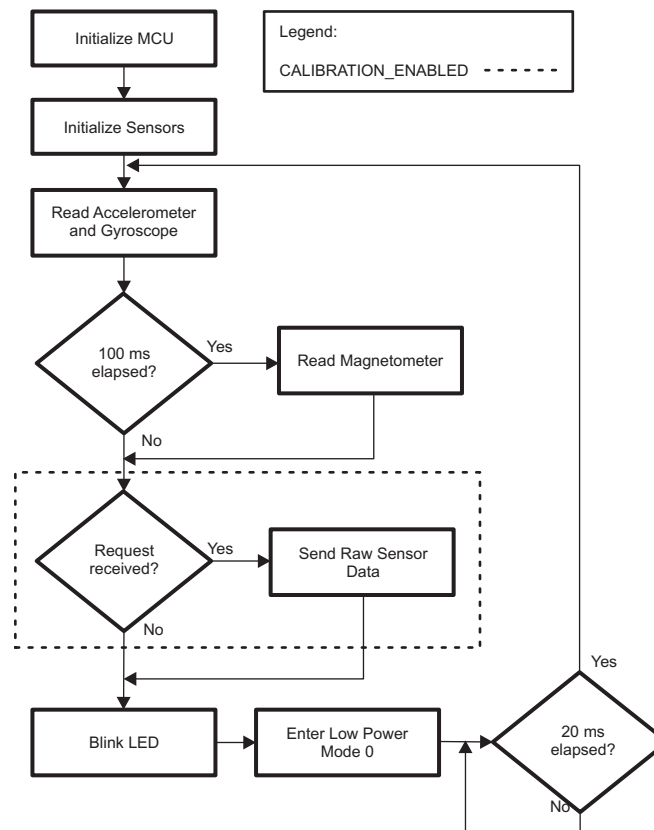 Initialize MCU
Legend:
CALIBRATION_ENABLED
Initialize Sensors
Read Accelerometer
and Gyroscope
100 ms
elapsed?
Yes
Read Magnetometer
No
Request
received?
Yes
Send Raw Sensor
Data
No
Yes
Blink LED
Enter Low Power
Mode 0
20 ms
elapsed?
No